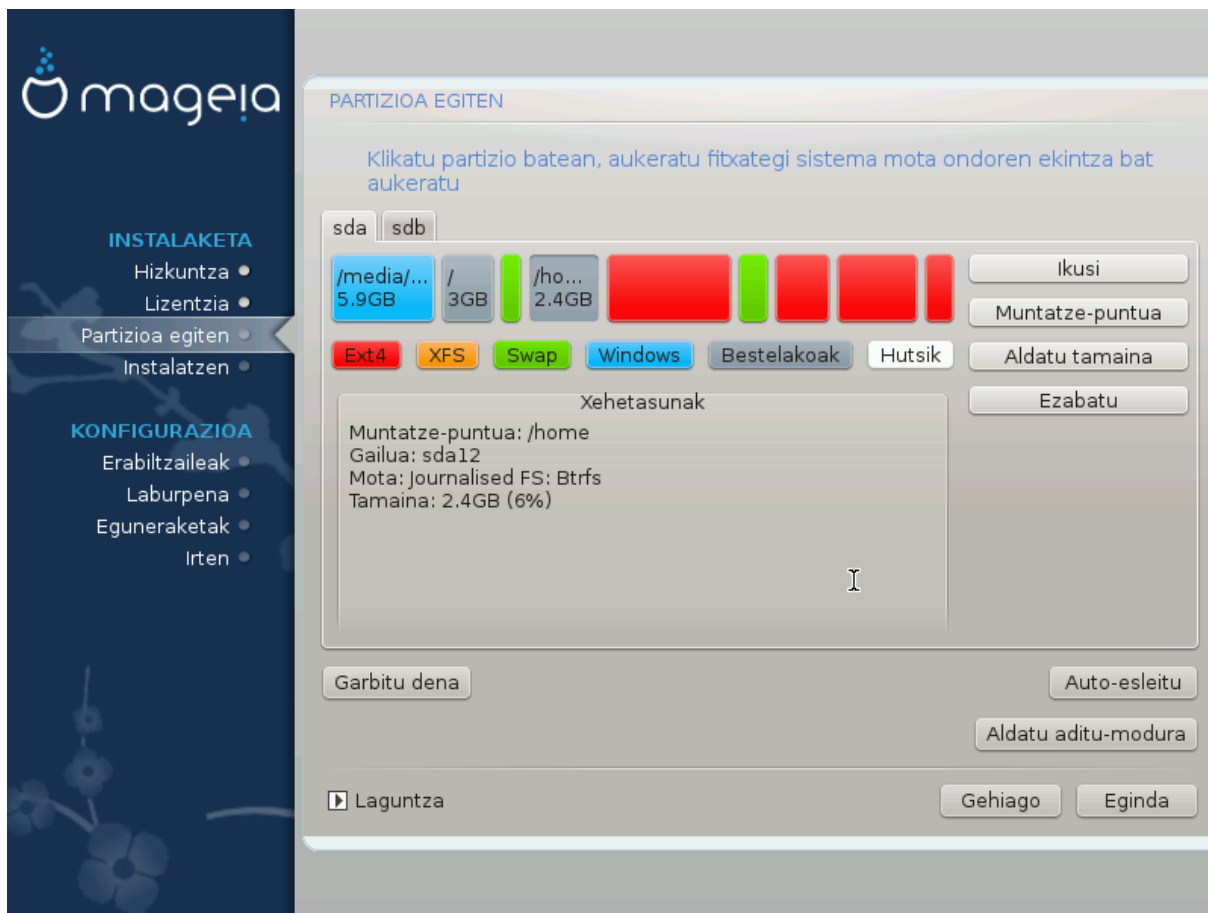 mageia
INSTALAKETA
Hizkuntza
Lizentzia
Partizioa egiten
Instalatzen
KONFIGURAZIOA
Erabiltzaileak
Laburpena
Eguneraketak
Irten
PARTIZIOA EGITEN
Klikatu partizio batean, aukeratu fitxategi sistema mota ondoren ekintza bat
aukeratu
sda sdb
/media/... / /ho...
5.9GB 3GB 2.4GB
Ext4 XFS Swap Windows Bestelakoak Hutsik
Ikusi
Muntatze-puntua
Aldatu tamaina
Ezabatu
Xehetasunak
Muntatze-puntua: /home
Gailua: sda12
Mota: Journalised FS: Btrfs
Tamaina: 2.4GB (6%)
Garbitu dena
Auto-esleitu
Aldatu aditu-modura
Laguntza
Gehiago
Eginda